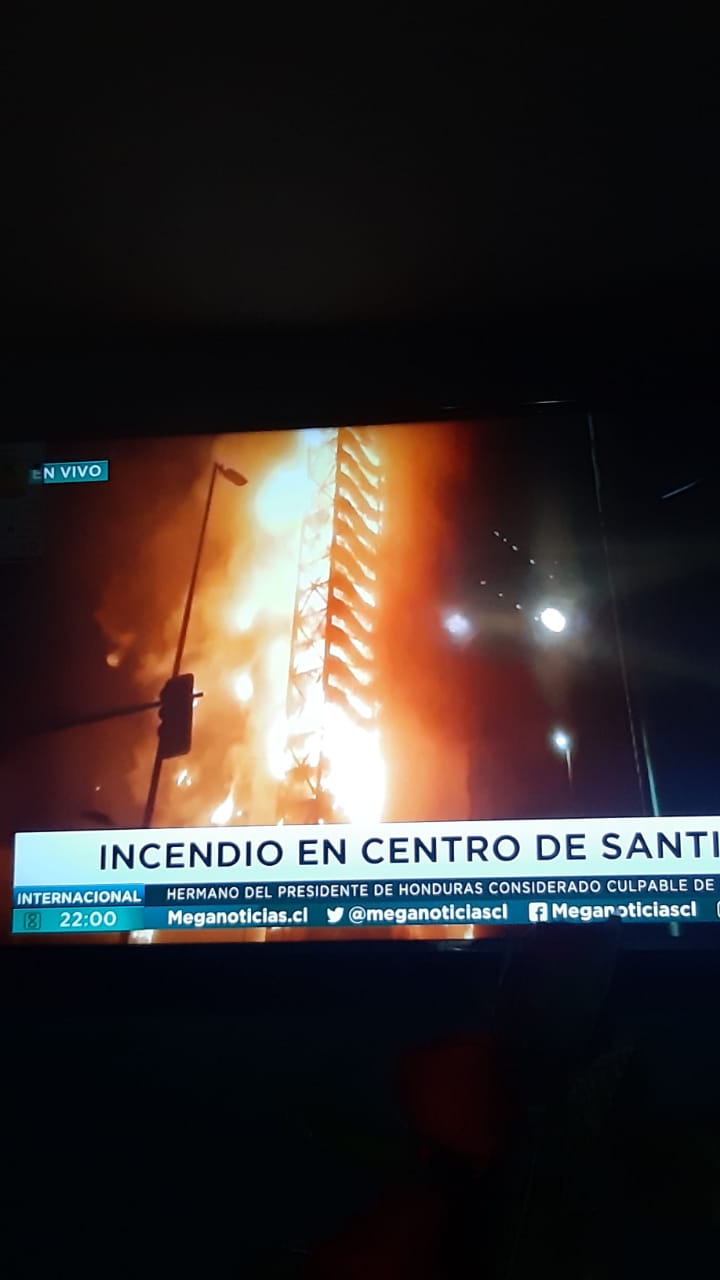 EN VIVO
INCENDIO EN CENTRO DE SANTI
INTERNACIONAL HERMANO DEL PRESIDENTE DE HONDURAS CONSIDERADO CULPABLE DE
22:00 Meganoticias.cl @meganoticiascl Meganoticiascl